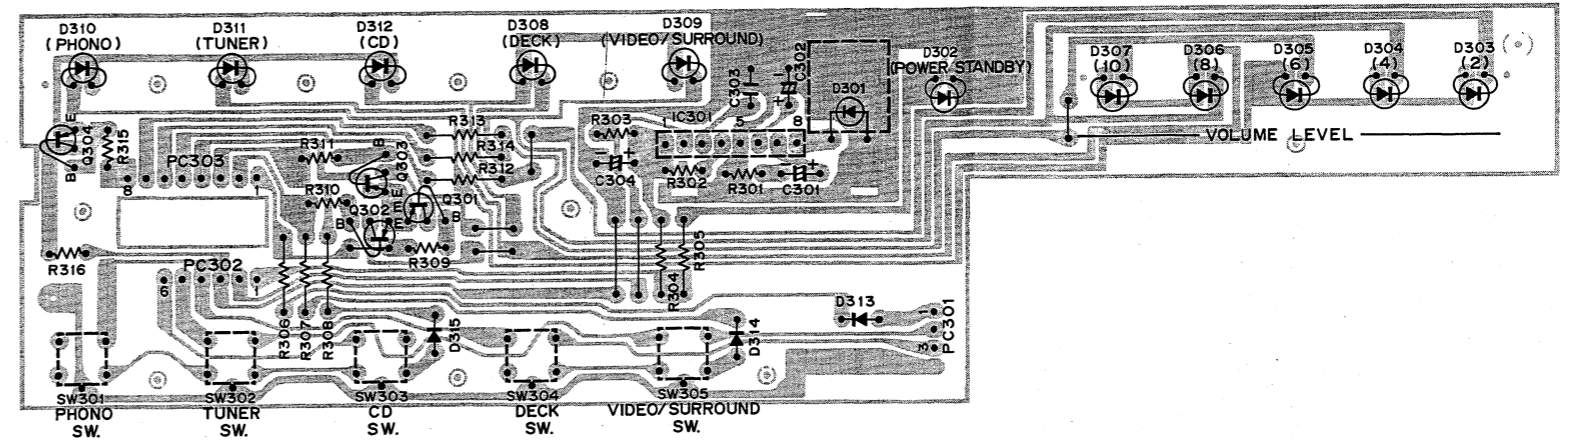 D310
(PHONO)
D311
(TUNER)
D312
(CD)
D308
(DECK)
D309
(VIDEO/SURROUND)
C303
C302
D301
D302
(POWER STANDBY)
D307
(10)
D306
(8)
D305
(6)
D304
(4)
D303
(2)
VOLUME LEVEL
E
Q304
B
R315
PC303
8
1
R311
B
Q303
E
R313
R314
R312
R303
C304
IC301
1
5
8
R302
R301
C301
R310
Q302
B
E
E
Q301
B
R309
R316
PC302
6
1
R306
R307
R308
R304
R305
D315
D314
D313
1
3
PC301
SW301
PHONO
SW.
SW302
TUNER
SW.
SW303
CD
SW.
SW304
DECK
SW.
SW305
VIDEO/SURROUND
SW.